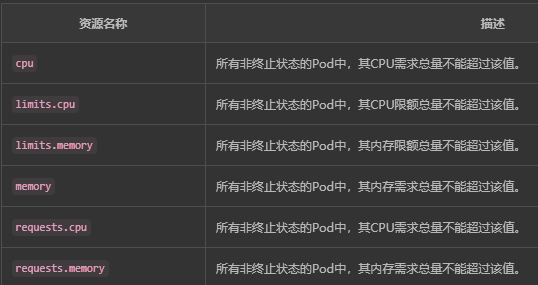 资源名称 描述
cpu 所有非终止状态的Pod中，其CPU需求总量不能超过该值。
limits.cpu 所有非终止状态的Pod中，其CPU限额总量不能超过该值。
limits.memory 所有非终止状态的Pod中，其内存限额总量不能超过该值。
memory 所有非终止状态的Pod中，其内存需求总量不能超过该值。
requests.cpu 所有非终止状态的Pod中，其CPU需求总量不能超过该值。
requests.memory 所有非终止状态的Pod中，其内存需求总量不能超过该值。